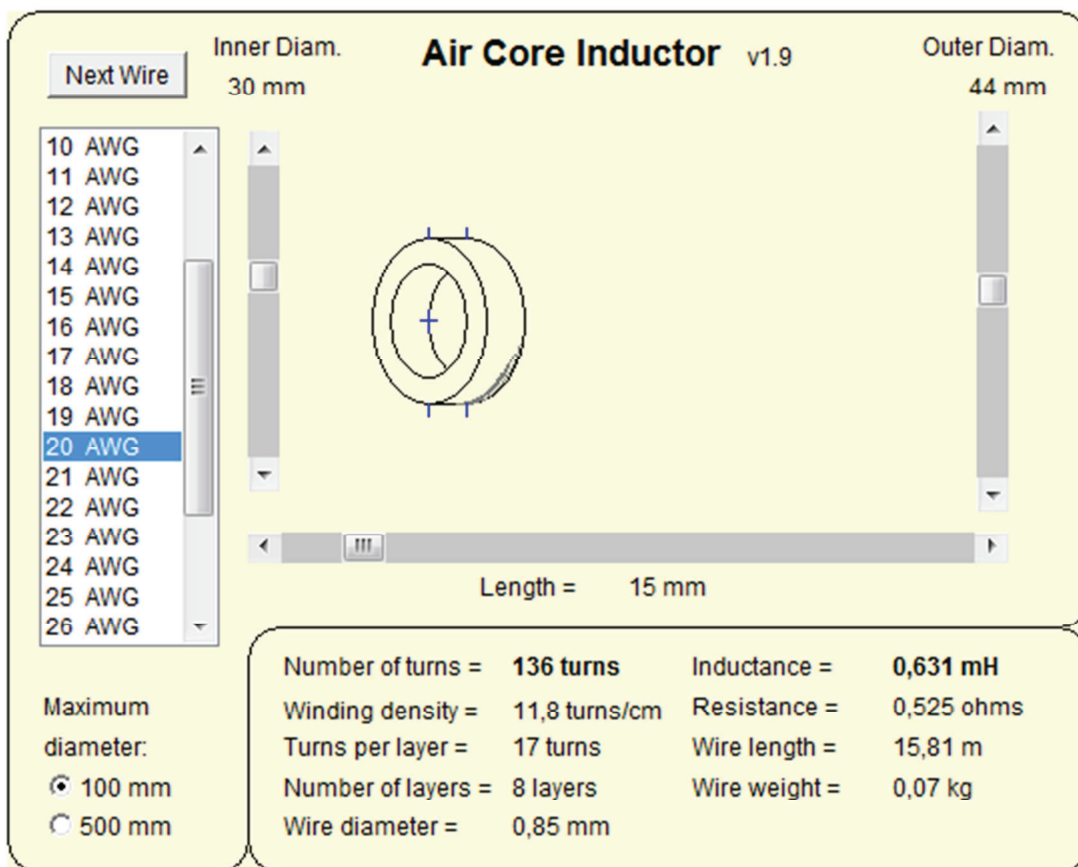 Inner Diam.
30 mm
Air Core Inductor v1.9
Outer Diam.
44 mm
Next Wire
10 AWG
11 AWG
12 AWG
13 AWG
14 AWG
15 AWG
16 AWG
17 AWG
18 AWG
19 AWG
20 AWG
21 AWG
22 AWG
23 AWG
24 AWG
25 AWG
26 AWG
Length = 15 mm
Maximum
diameter:
100 mm
500 mm
Number of turns = 136 turns
Winding density = 11,8 turns/cm
Turns per layer = 17 turns
Number of layers = 8 layers
Wire diameter = 0,85 mm
Inductance = 0,631 mH
Resistance = 0,525 ohms
Wire length = 15,81 m
Wire weight = 0,07 kg